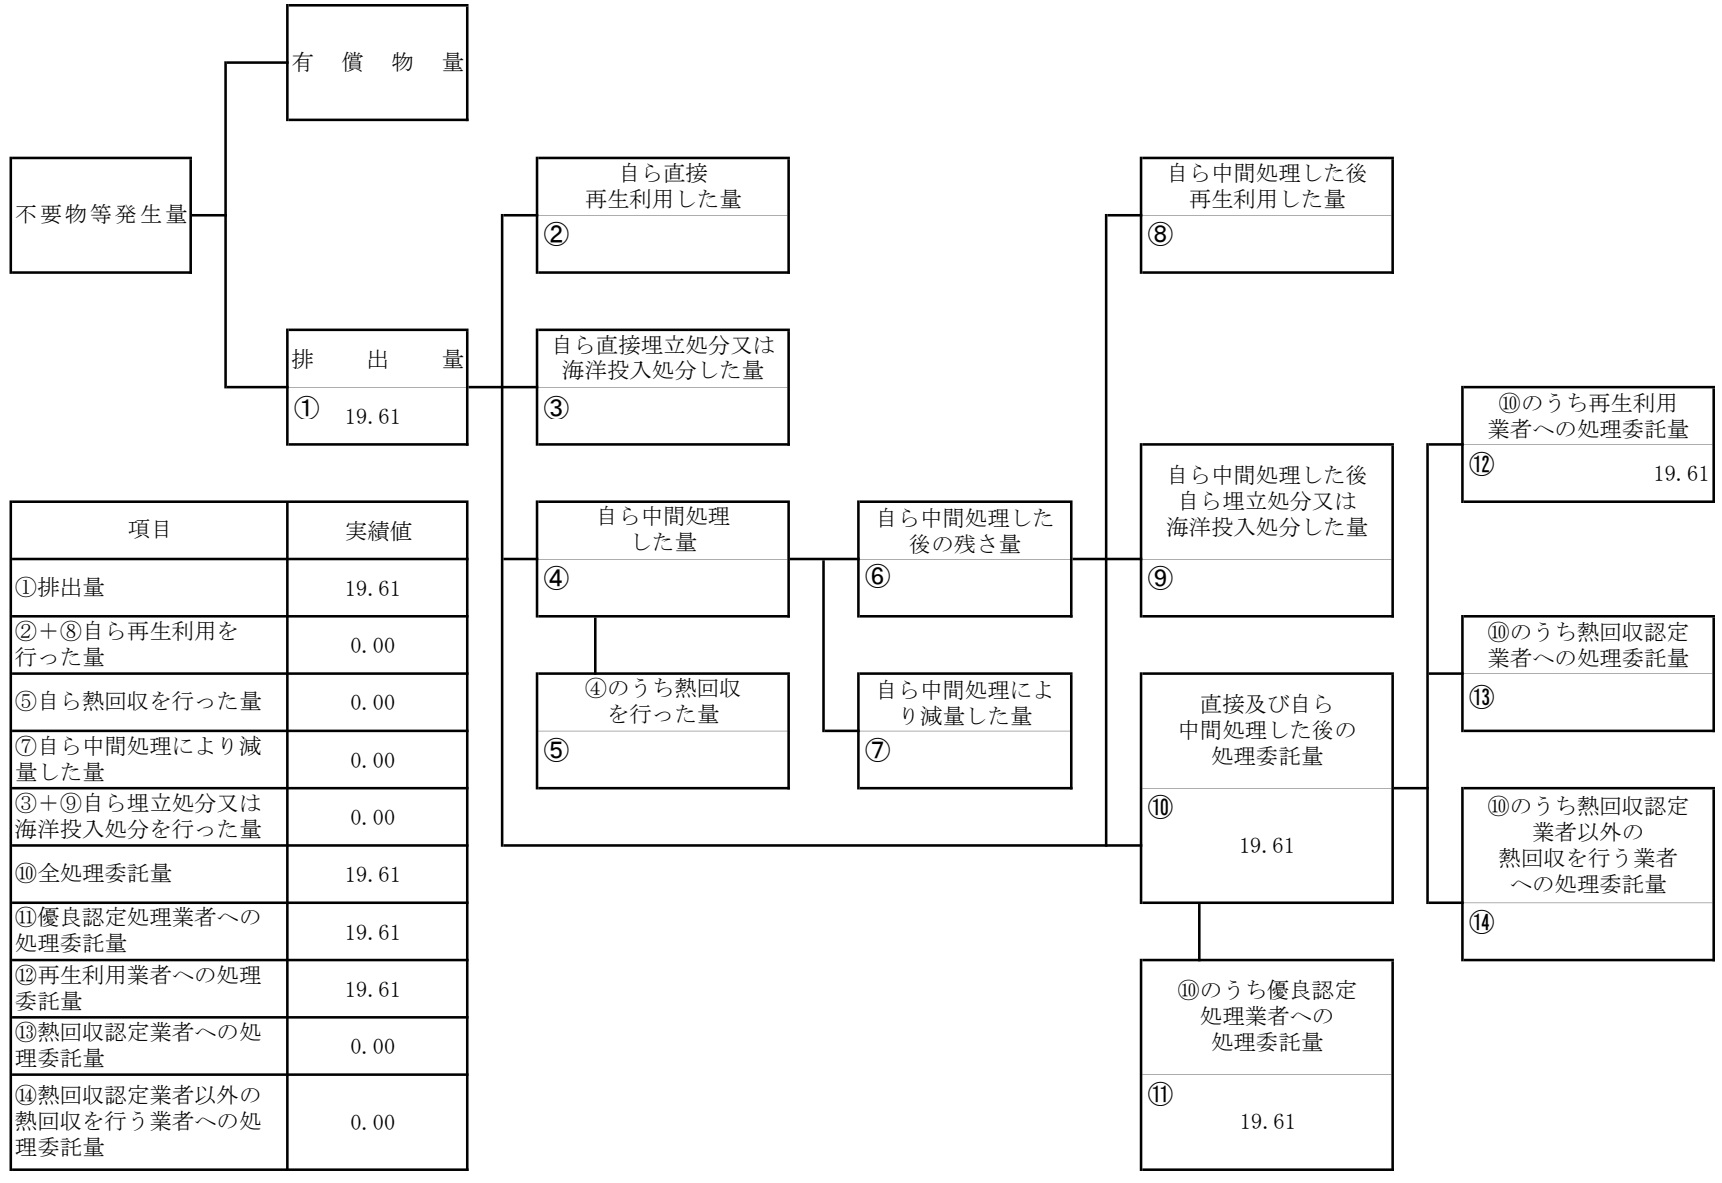 有償物量
不要物等発生量
排出量
① 19.61
自ら直接
再生利用した量
②
自ら直接埋立処分又は
海洋投入処分した量
③
自ら中間処理
した量
④
④のうち熱回収
を行った量
⑤
自ら中間処理した
後の残さ量
⑥
自ら中間処理によ
り減量した量
⑦
自ら中間処理した後
再生利用した量
⑧
自ら中間処理した後
自ら埋立処分又は
海洋投入処分した量
⑨
直接及び自ら
中間処理した後の
処理委託量
⑩
19.61
⑩のうち優良認定
処理業者への
処理委託量
⑪
19.61
⑩のうち再生利用
業者への処理委託量
⑫
19.61
⑩のうち熱回収認定
業者への処理委託量
⑬
⑩のうち熱回収認定
業者以外の
熱回収を行う業者
への処理委託量
⑭
項目 実績値
①排出量 19.61
②＋⑧自ら再生利用を
行った量 0.00
⑤自ら熱回収を行った量 0.00
⑦自ら中間処理により減
量した量 0.00
③＋⑨自ら埋立処分又は
海洋投入処分を行った量 0.00
⑩全処理委託量 19.61
⑪優良認定処理業者への
処理委託量 19.61
⑫再生利用業者への処理
委託量 19.61
⑬熱回収認定業者への処
理委託量 0.00
⑭熱回収認定業者以外の
熱回収を行う業者への処
理委託量 0.00